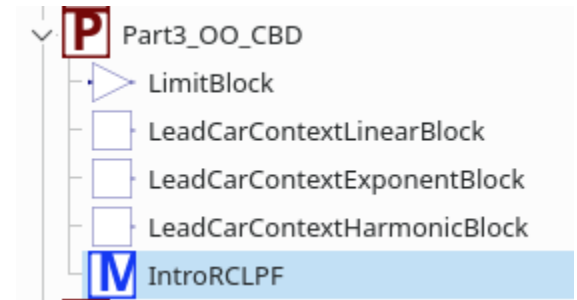 P Part3_OO_CBD
LimitBlock
LeadCarContextLinearBlock
LeadCarContextExponentBlock
LeadCarContextHarmonicBlock
M IntroRCLPF